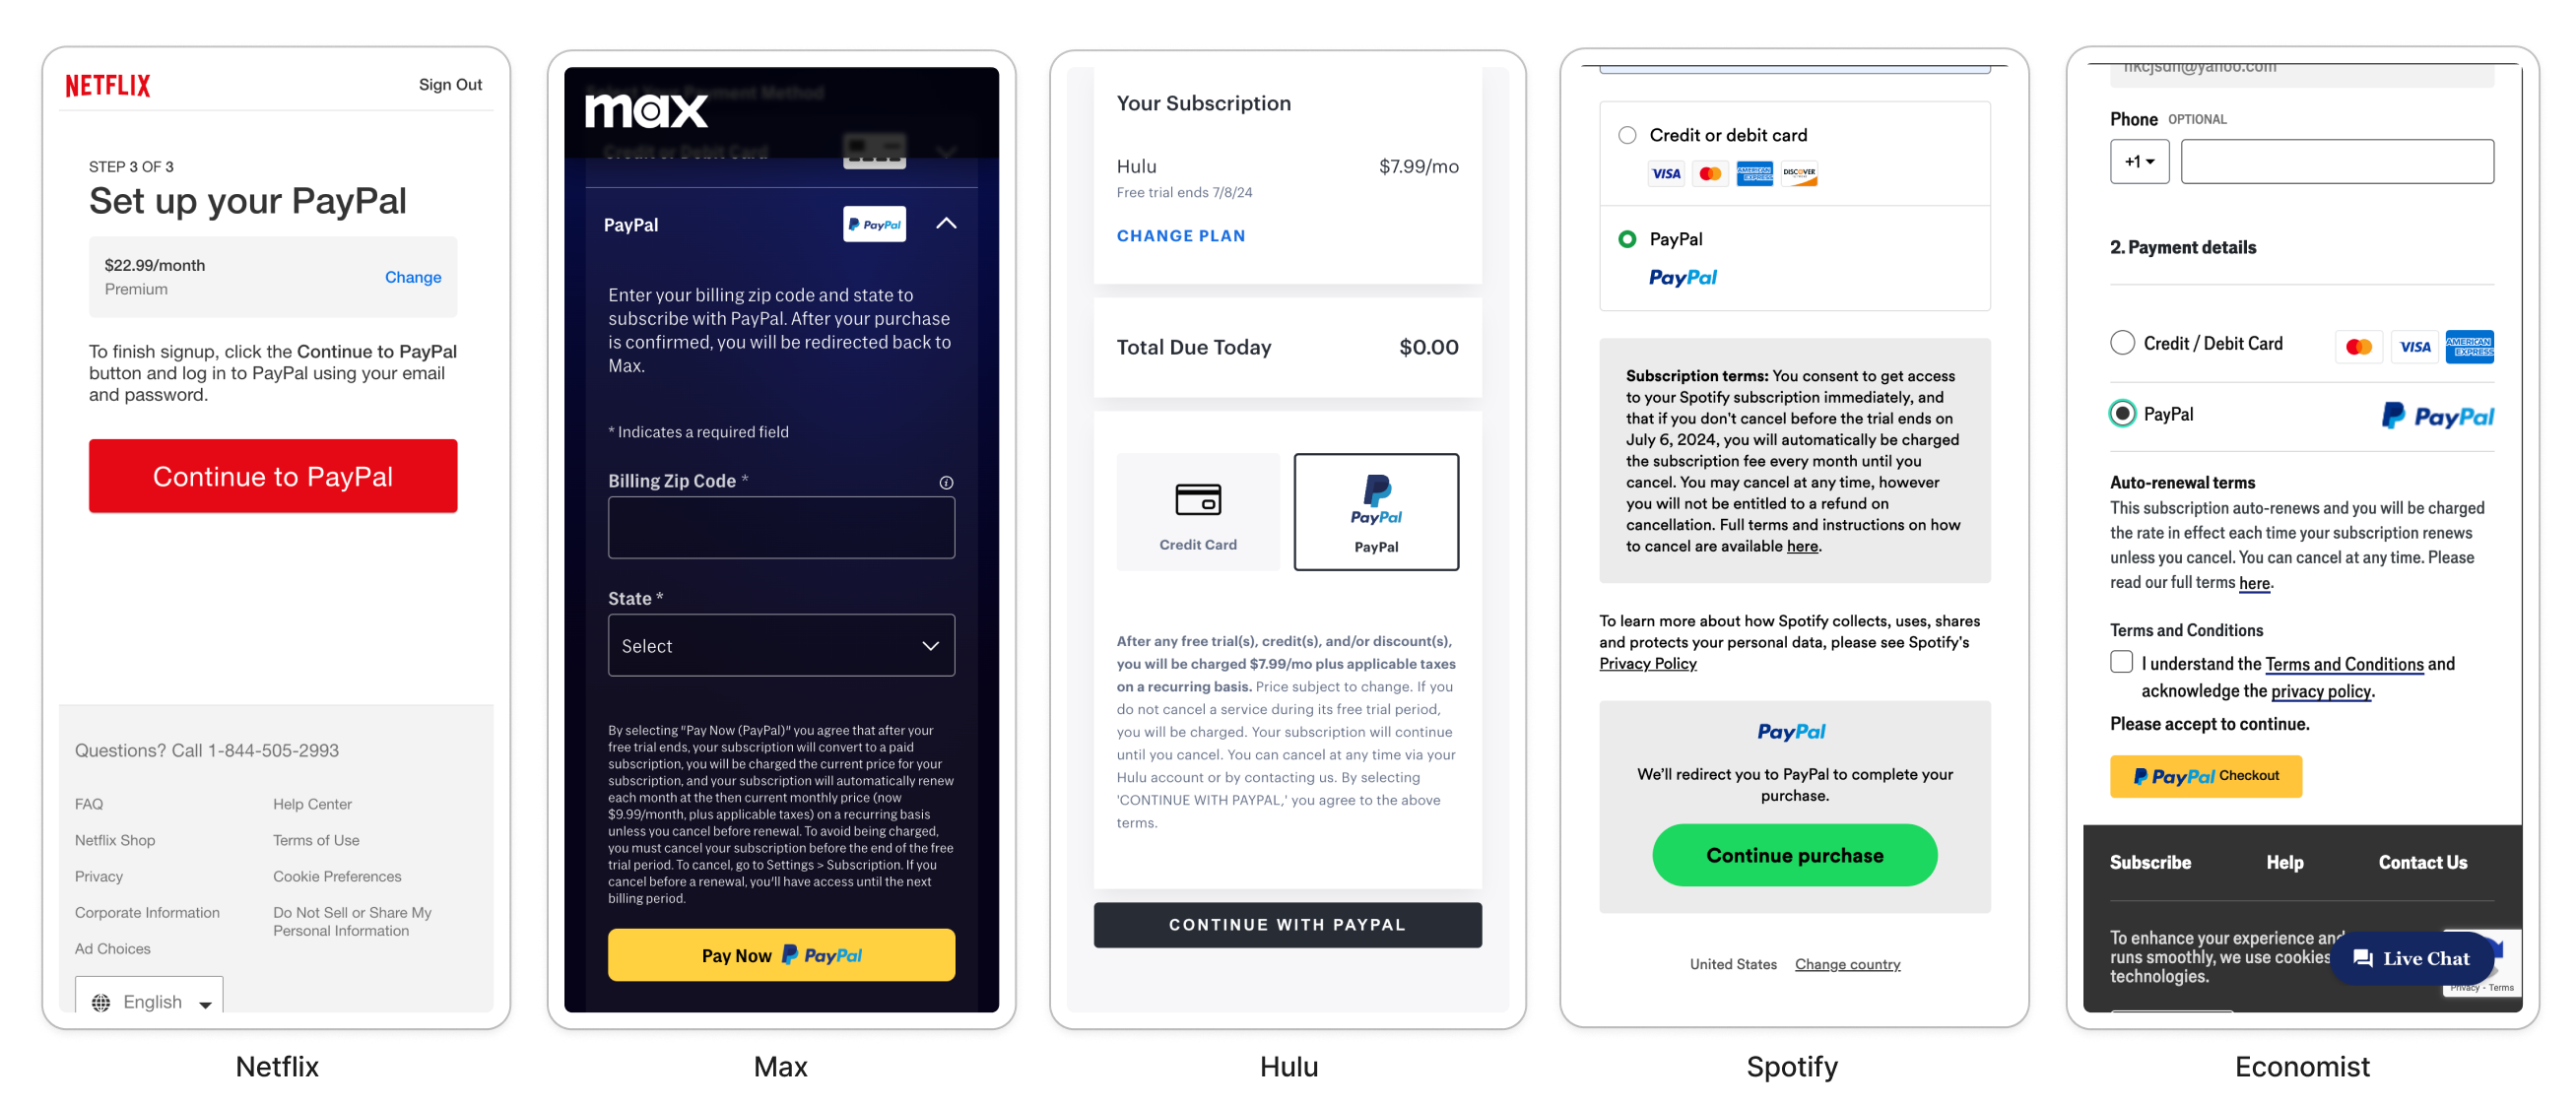 NETFLIX
Sign Out
STEP 3 OF 3
Set up your PayPal
$22.99/month
Premium
Change
To finish signup, click the Continue to PayPal
button and log in to PayPal using your email
and password.
Continue to PayPal
Questions? Call 1-844-505-2993
FAQ
Help Center
Netflix Shop
Terms of Use
Privacy
Cookie Preferences
Corporate Information
Do Not Sell or Share My
Personal Information
Ad Choices
English
Netflix
Select Your Payment Method
max
Credit or Debit Card
PayPal
PayPal
Enter your billing zip code and state to
subscribe with PayPal. After your purchase
is confirmed, you will be redirected back to
Max.
* Indicates a required field
Billing Zip Code *
State *
Select
By selecting "Pay Now (PayPal)" you agree that after your
free trial ends, your subscription will convert to a paid
subscription, you will be charged the current price for your
subscription, and your subscription will automatically renew
each month at the then current monthly price (now
$9.99/month, plus applicable taxes) on a recurring basis
unless you cancel before renewal. To avoid being charged,
you must cancel your subscription before the end of the free
trial period. To cancel, go to Settings > Subscription. If you
cancel before a renewal, you'll have access until the next
billing period.
Pay Now PayPal
Max
Your Subscription
Hulu
$7.99/mo
Free trial ends 7/8/24
CHANGE PLAN
Total Due Today
$0.00
PayPal
Credit Card
PayPal
After any free trial(s), credit(s), and/or discount(s),
you will be charged $7.99/mo plus applicable taxes
on a recurring basis. Price subject to change. If you
do not cancel a service during its free trial period,
you will be charged. Your subscription will continue
until you cancel. You can cancel at any time via your
Hulu account or by contacting us. By selecting
'CONTINUE WITH PAYPAL,' you agree to the above
terms.
CONTINUE WITH PAYPAL
Hulu
Credit or debit card
VISA
AMERICAN EXPRESS
DISCOVER
PayPal
PayPal
Subscription terms: You consent to get access
to your Spotify subscription immediately, and
that if you don't cancel before the trial ends on
July 6, 2024, you will automatically be charged
the subscription fee every month until you
cancel. You may cancel at any time, however
you will not be entitled to a refund on
cancellation. Full terms and instructions on how
to cancel are available here.
To learn more about how Spotify collects, uses, shares
and protects your personal data, please see Spotify's
Privacy Policy
PayPal
We'll redirect you to PayPal to complete your
purchase.
Continue purchase
United States
Change country
Spotify
Phone OPTIONAL
+1
2. Payment details
Credit / Debit Card
VISA
AMERICAN EXPRESS
PayPal
PayPal
Auto-renewal terms
This subscription auto-renews and you will be charged
the rate in effect each time your subscription renews
unless you cancel. You can cancel at any time. Please
read our full terms here.
Terms and Conditions
I understand the Terms and Conditions and
acknowledge the privacy policy.
Please accept to continue.
PayPal Checkout
Subscribe
Help
Contact Us
To enhance your experience and
runs smoothly, we use cookies
technologies.
Live Chat
Privacy - Terms
Economist